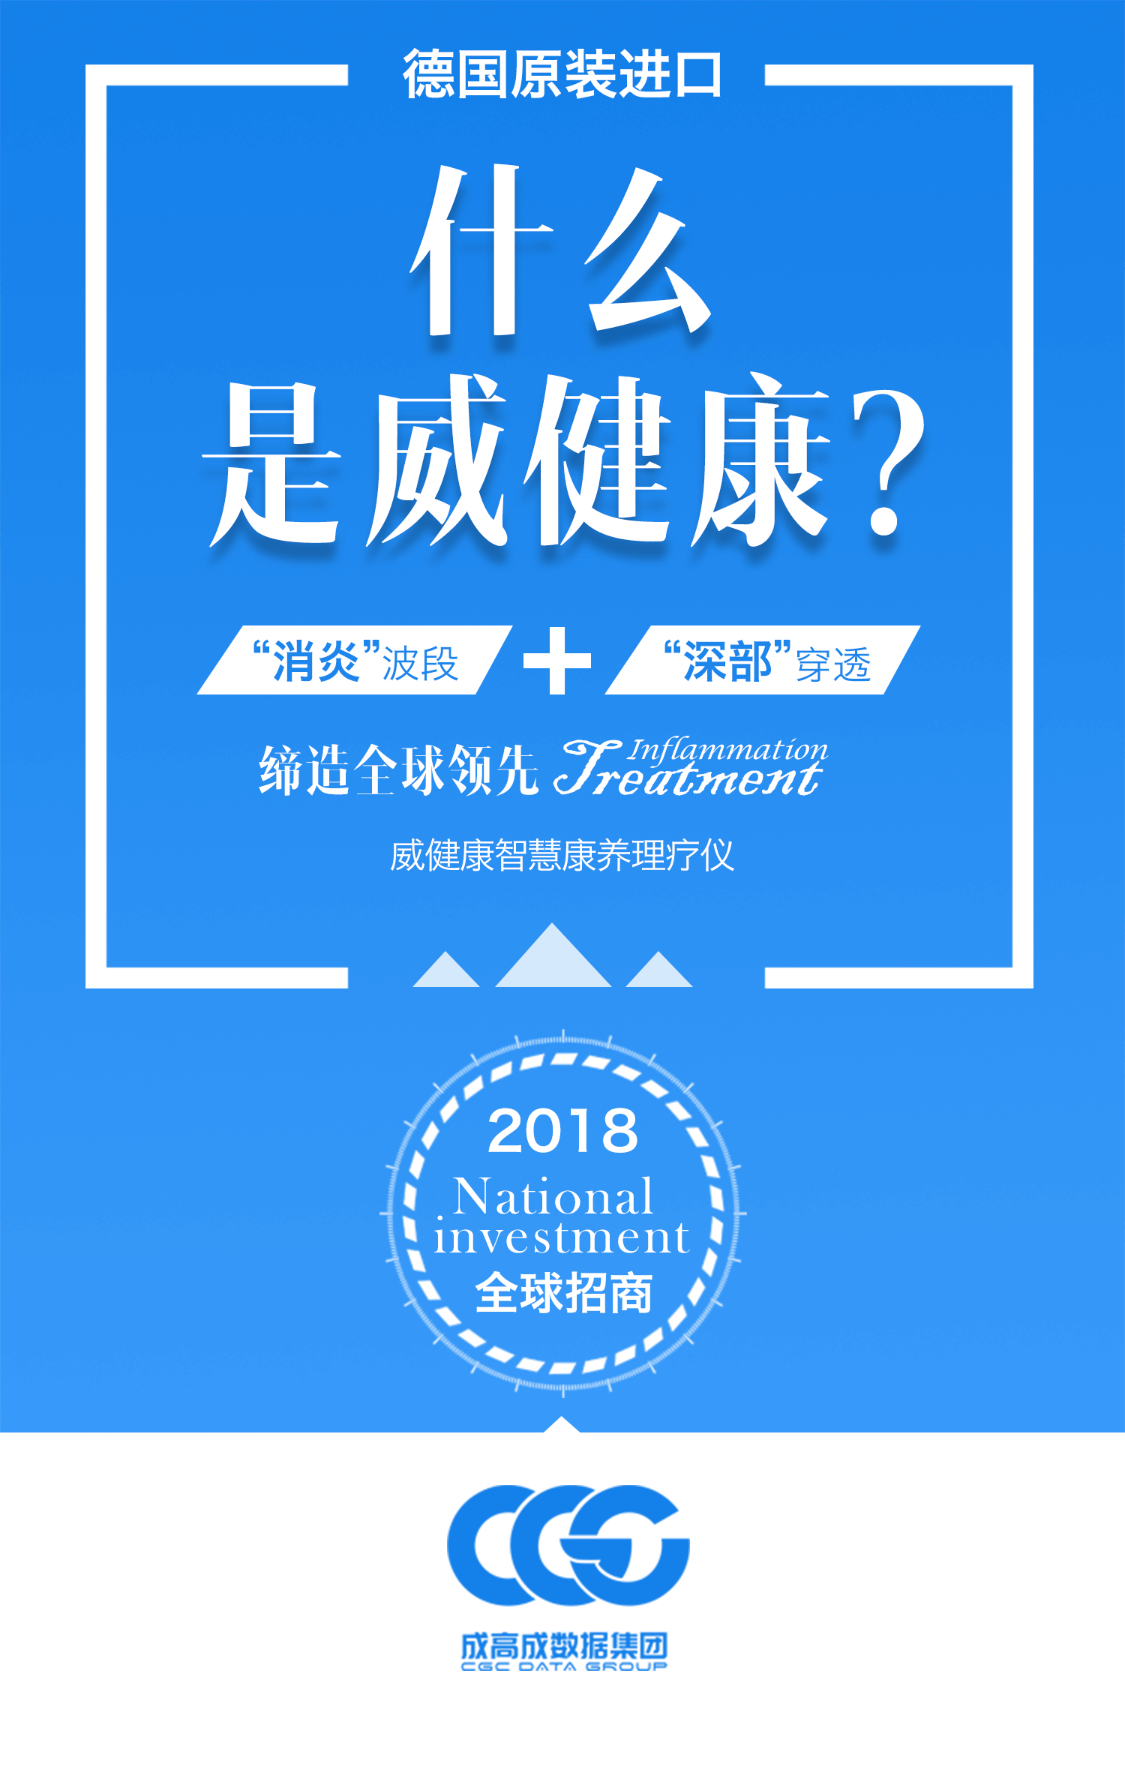 德国原装进口
什么
是威健康？
“消炎”波段
+
“深部”穿透
缔造全球领先 Inflammation Treatment
威健康智慧康养理疗仪
2018
National
investment
全球招商
CGC
成高成数据集团
CGC DATA GROUP